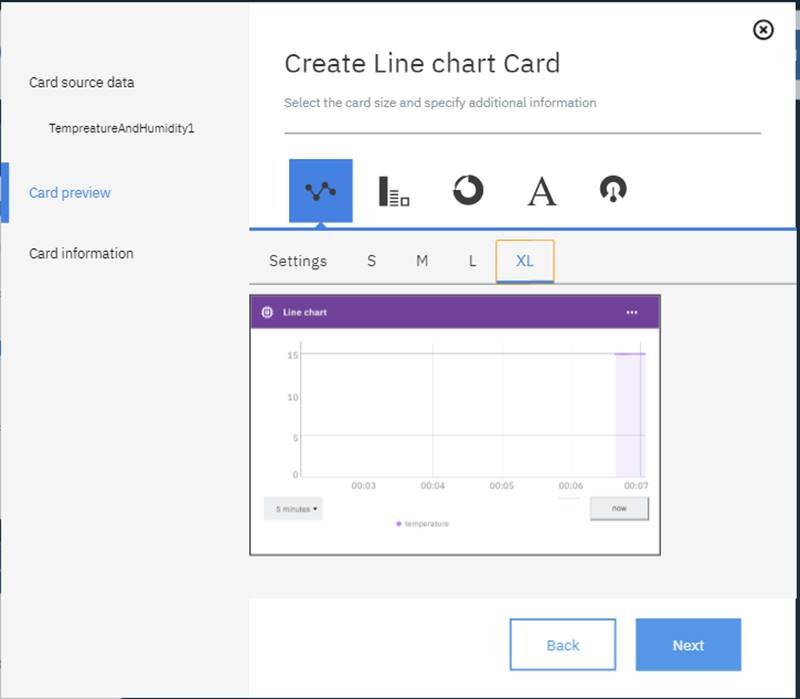 Create Line chart Card
Select the card size and specify additional information
Card source data
TempreatureAndHumidity1
Card preview
Card information
A
Settings S M L XL
Line chart
15
10
5
0
00:03 00:04 00:05 00:06 00:07
5 minutes now
temperature
Back Next